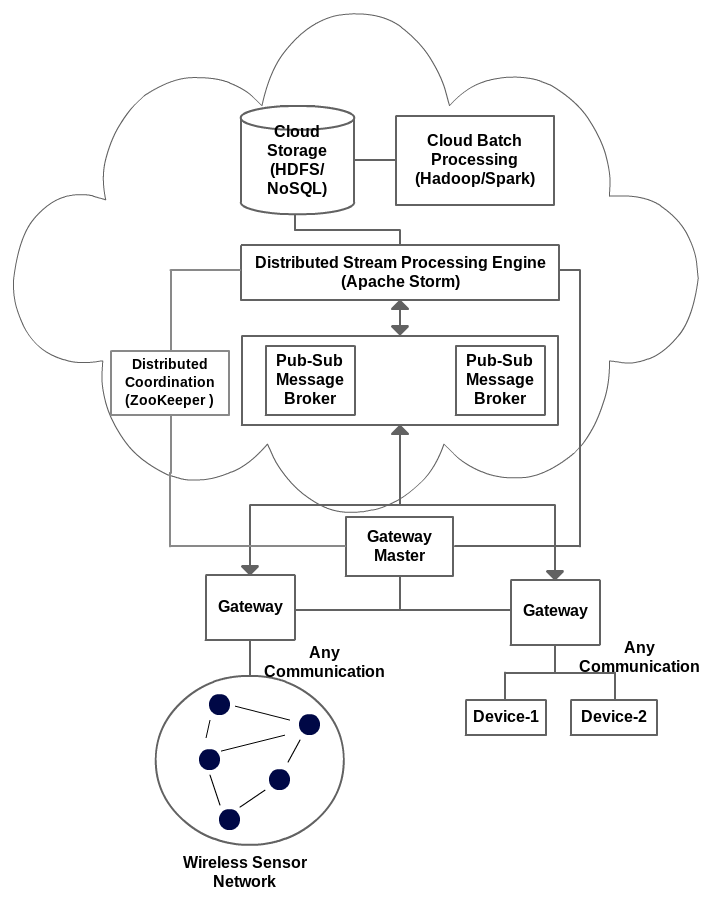 Cloud
Storage
(HDFS/
NoSQL)
Cloud Batch
Processing
(Hadoop/Spark)
Distributed Stream Processing Engine
(Apache Storm)
Distributed
Coordination
(ZooKeeper )
Pub-Sub
Message
Broker
Pub-Sub
Message
Broker
Gateway
Master
Gateway
Gateway
Any
Communication
Any
Communication
Device-1
Device-2
Wireless Sensor
Network